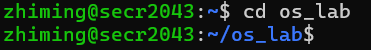 zhiming@secr2043:~$ cd os_lab
zhiming@secr2043:~/os_lab$